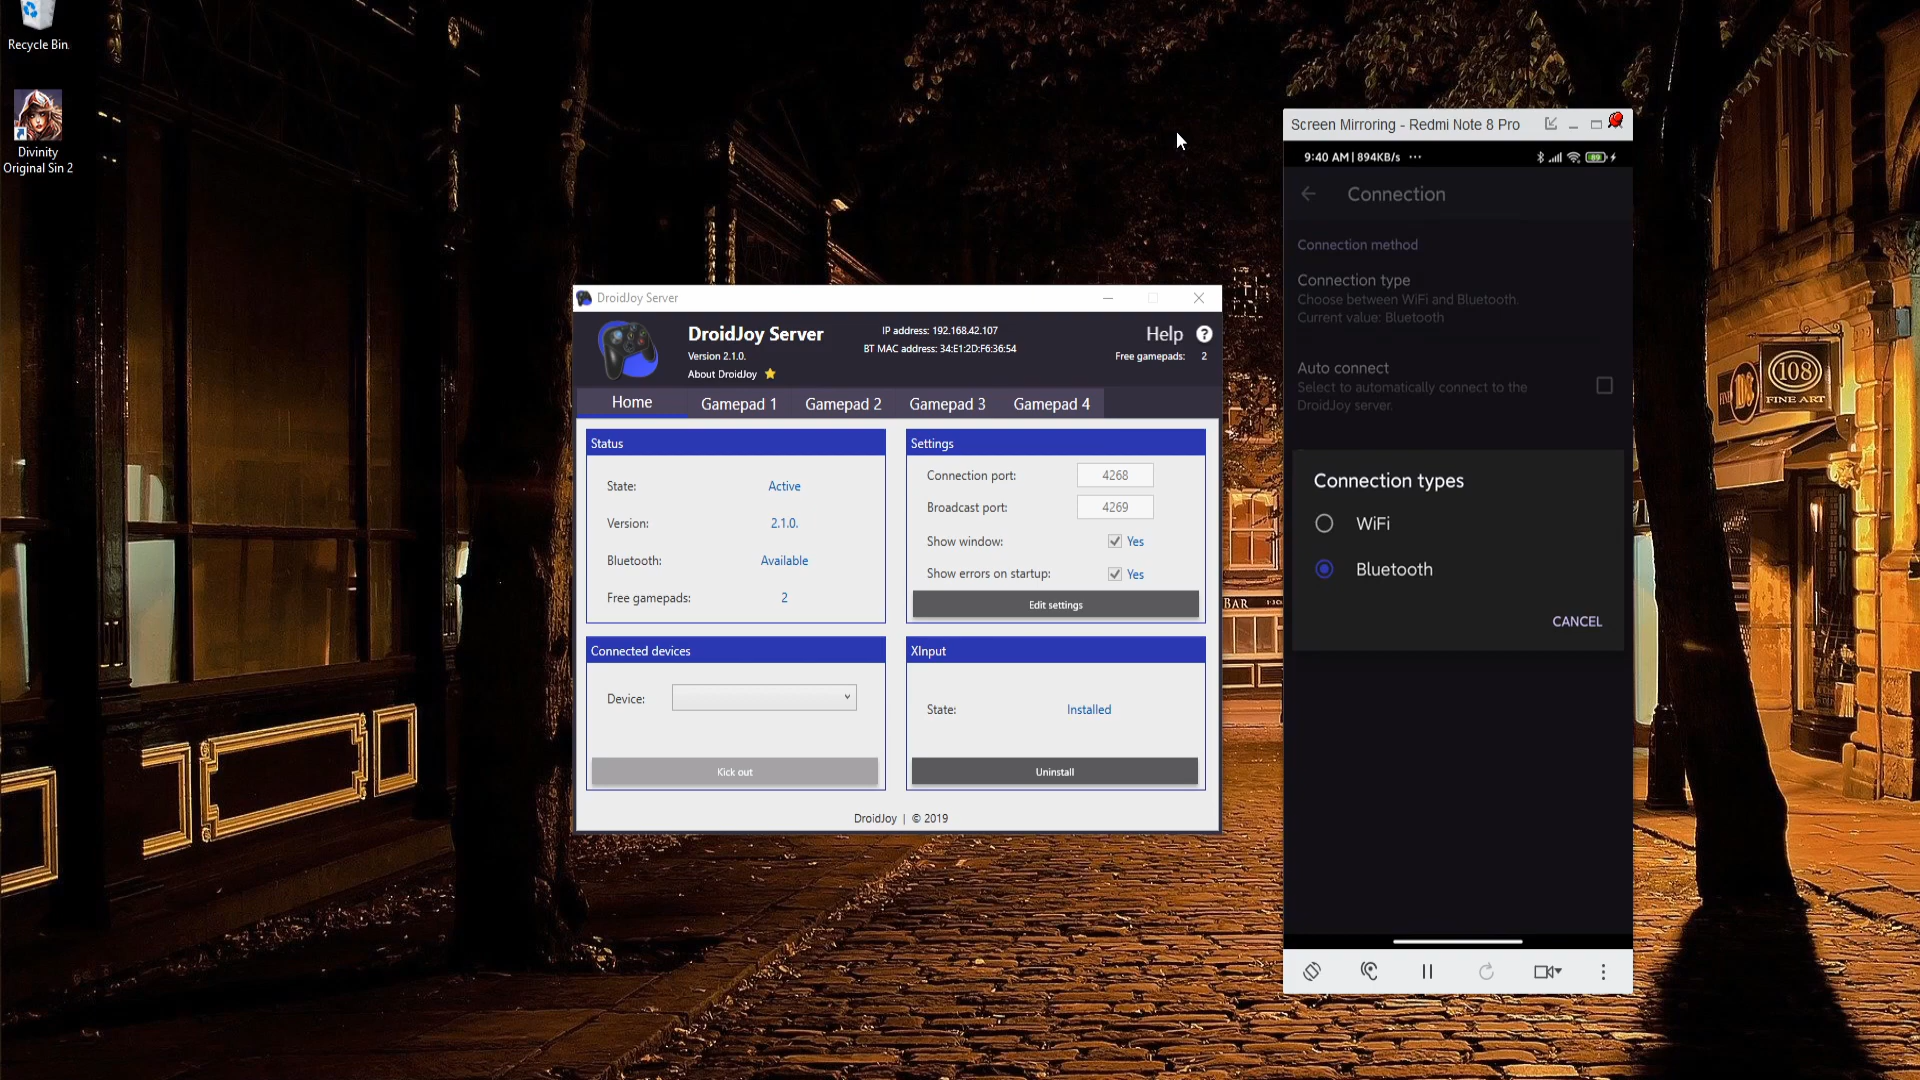 Recycle Bin
Divinity
Original Sin 2
DroidJoy Server
DroidJoy Server
Version 2.1.0.
About DroidJoy
IP address: 192.168.42.107
BT MAC address: 34:E1:2D:F6:36:54
Help ?
Free gamepads: 2
Home
Gamepad 1
Gamepad 2
Gamepad 3
Gamepad 4
Status
State: Active
Version: 2.1.0.
Bluetooth: Available
Free gamepads: 2
Settings
Connection port: 4268
Broadcast port: 4269
Show window: Yes
Show errors on startup: Yes
Edit settings
Connected devices
Device:
Kick out
XInput
State: Installed
Uninstall
DroidJoy | © 2019
Screen Mirroring - Redmi Note 8 Pro
9:40 AM | 894KB/s ···
Connection
Connection method
Connection type
Choose between WiFi and Bluetooth.
Current value: Bluetooth
Auto connect
Select to automatically connect to the
DroidJoy server.
Connection types
WiFi
Bluetooth
CANCEL
108
FINE ART
BAR